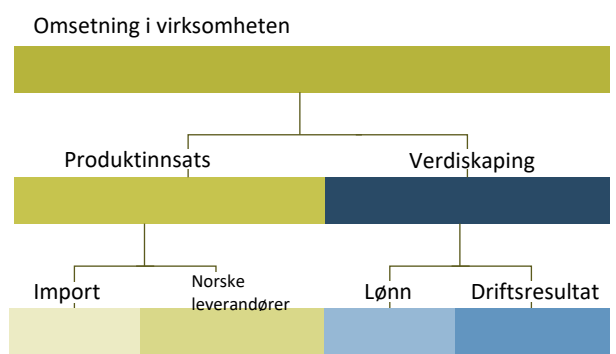 Omsetning i virksomheten
Produktinnsats
Verdiskaping
Import
Norske
leverandører
Lønn
Driftsresultat